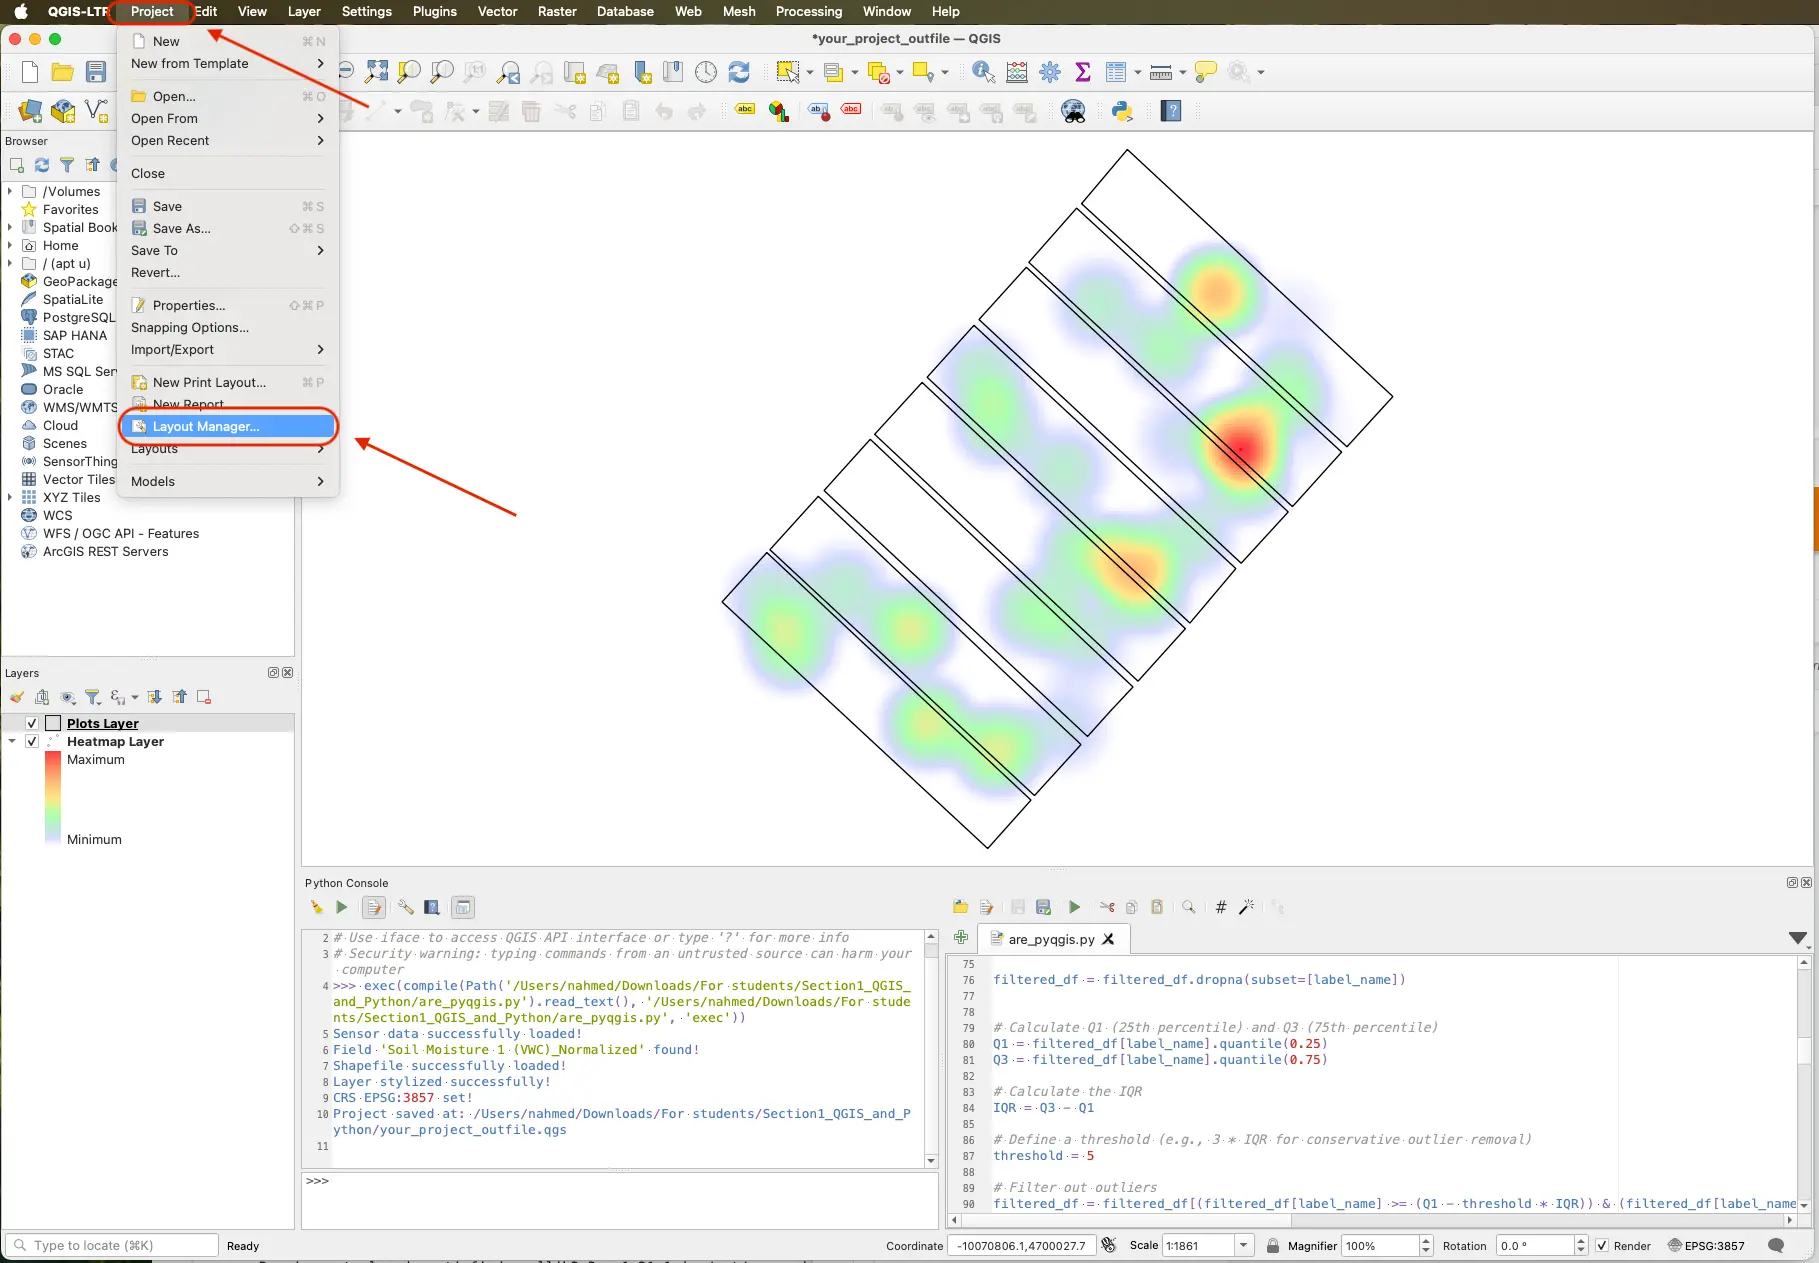 QGIS-LTR Project Edit View Layer Settings Plugins Vector Raster Database Web Mesh Processing Window Help
*your_project_outfile — QGIS
New ⌘N
New from Template
Open... ⌘O
Open From
Open Recent
Close
Save ⌘S
Save As... ⇧⌘S
Save To
Revert...
Properties... ⇧⌘P
Snapping Options...
Import/Export
New Print Layout... ⌘P
New Report
Layout Manager...
Layouts
Models
abc
abc
Browser
/Volumes
Favorites
Spatial Book
Home
/ (apt u)
GeoPackage
SpatiaLite
PostgreSQL
SAP HANA
STAC
MS SQL Ser
Oracle
WMS/WMTS
Cloud
Scenes
SensorThing
Vector Tiles
XYZ Tiles
WCS
WFS / OGC API - Features
ArcGIS REST Servers
Layers
Plots Layer
Heatmap Layer
Maximum
Minimum
Python Console
2 # Use iface to access QGIS API interface or type '?' for more info
3 # Security warning: typing commands from an untrusted source can harm your
computer
4 >>> exec(compile(Path('/Users/nahmed/Downloads/For students/Section1_QGIS_
and_Python/are_pyqgis.py').read_text(), '/Users/nahmed/Downloads/For stude
nts/Section1_QGIS_and_Python/are_pyqgis.py', 'exec'))
5 Sensor data successfully loaded!
6 Field 'Soil Moisture 1 (VWC)_Normalized' found!
7 Shapefile successfully loaded!
8 Layer stylized successfully!
9 CRS EPSG:3857 set!
10 Project saved at: /Users/nahmed/Downloads/For students/Section1_QGIS_and_P
ython/your_project_outfile.qgs
11
>>>
are_pyqgis.py
75
76 filtered_df = filtered_df.dropna(subset=[label_name])
77
78
79 # Calculate Q1 (25th percentile) and Q3 (75th percentile)
80 Q1 = filtered_df[label_name].quantile(0.25)
81 Q3 = filtered_df[label_name].quantile(0.75)
82
83 # Calculate the IQR
84 IQR = Q3 - Q1
85
86 # Define a threshold (e.g., 3 * IQR for conservative outlier removal)
87 threshold = 5
88
89 # Filter out outliers
90 filtered_df = filtered_df[(filtered_df[label_name] >= (Q1 - threshold * IQR)) & (filtered_df[label_name
Type to locate (⌘K) Ready Coordinate -10070806.1,4700027.7 Scale 1:1861 Magnifier 100% Rotation 0.0 ° Render EPSG:3857